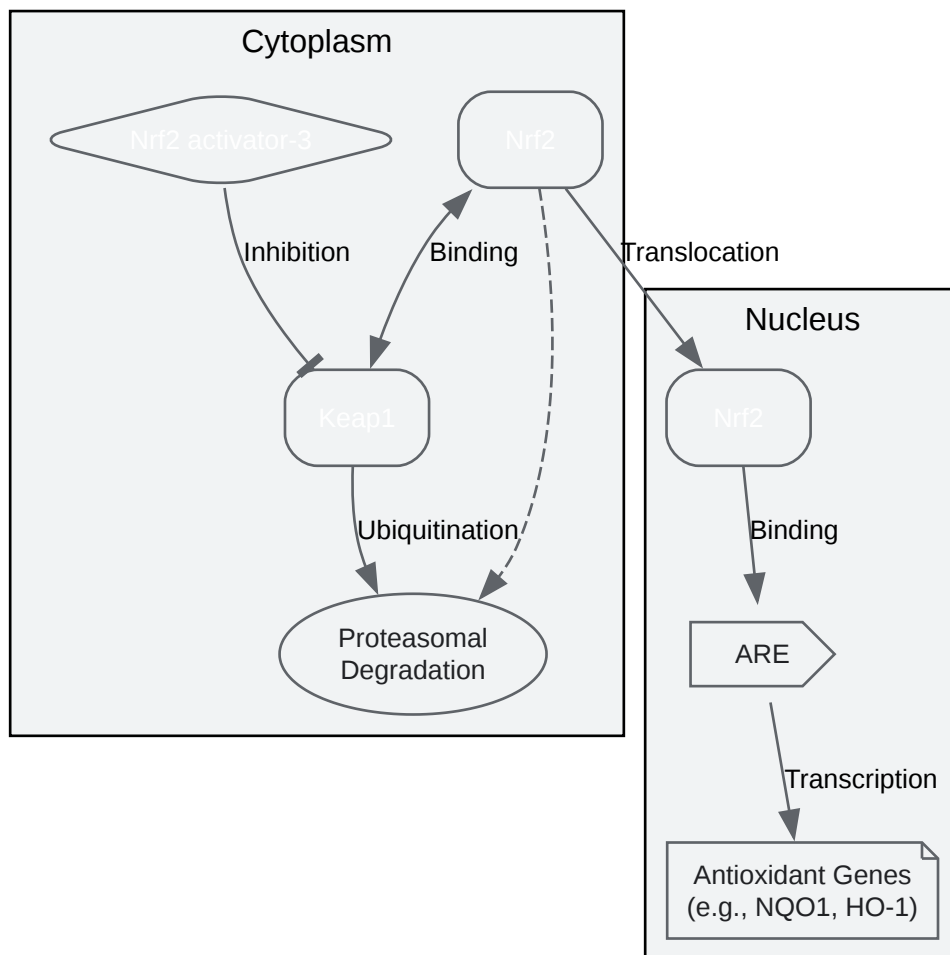 Cytoplasm
Nrf2 activator-3
Nrf2
Inhibition
Binding
Translocation
Nucleus
Keap1
Nrf2
Ubiquitination
Binding
Proteasomal
Degradation
ARE
Transcription
Antioxidant Genes
(e.g., NQO1, HO-1)